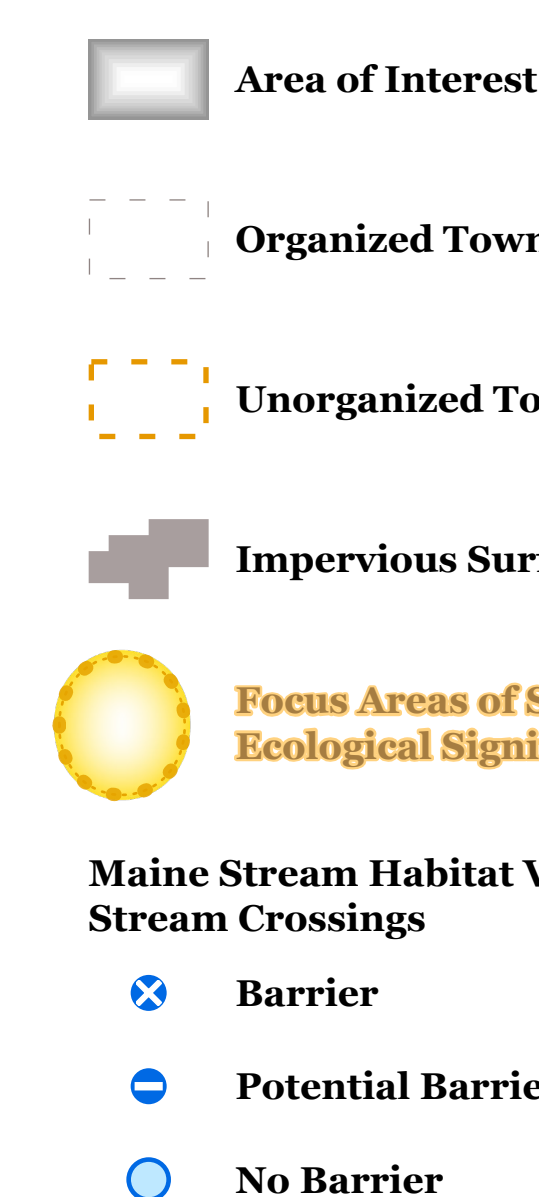 Area of Interest
Organized Town
Unorganized To
Impervious Sur
Focus Areas of S
Ecological Signi
Maine Stream Habitat V
Stream Crossings
Barrier
Potential Barrie
No Barrier